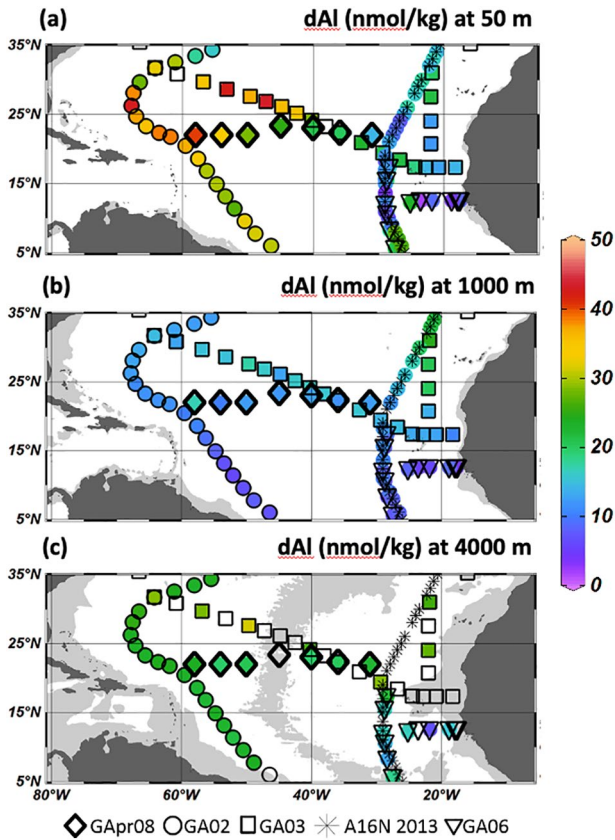 (a) dAl (nmol/kg) at 50 m
35°N
25°N
15°N
5°N
(b) dAl (nmol/kg) at 1000 m
35°N
25°N
15°N
5°N
(c) dAl (nmol/kg) at 4000 m
35°N
25°N
15°N
5°N
80°W 60°W 40°W 20°W
50
40
30
20
10
0
GApr08 GA02 GA03 A16N 2013 GA06